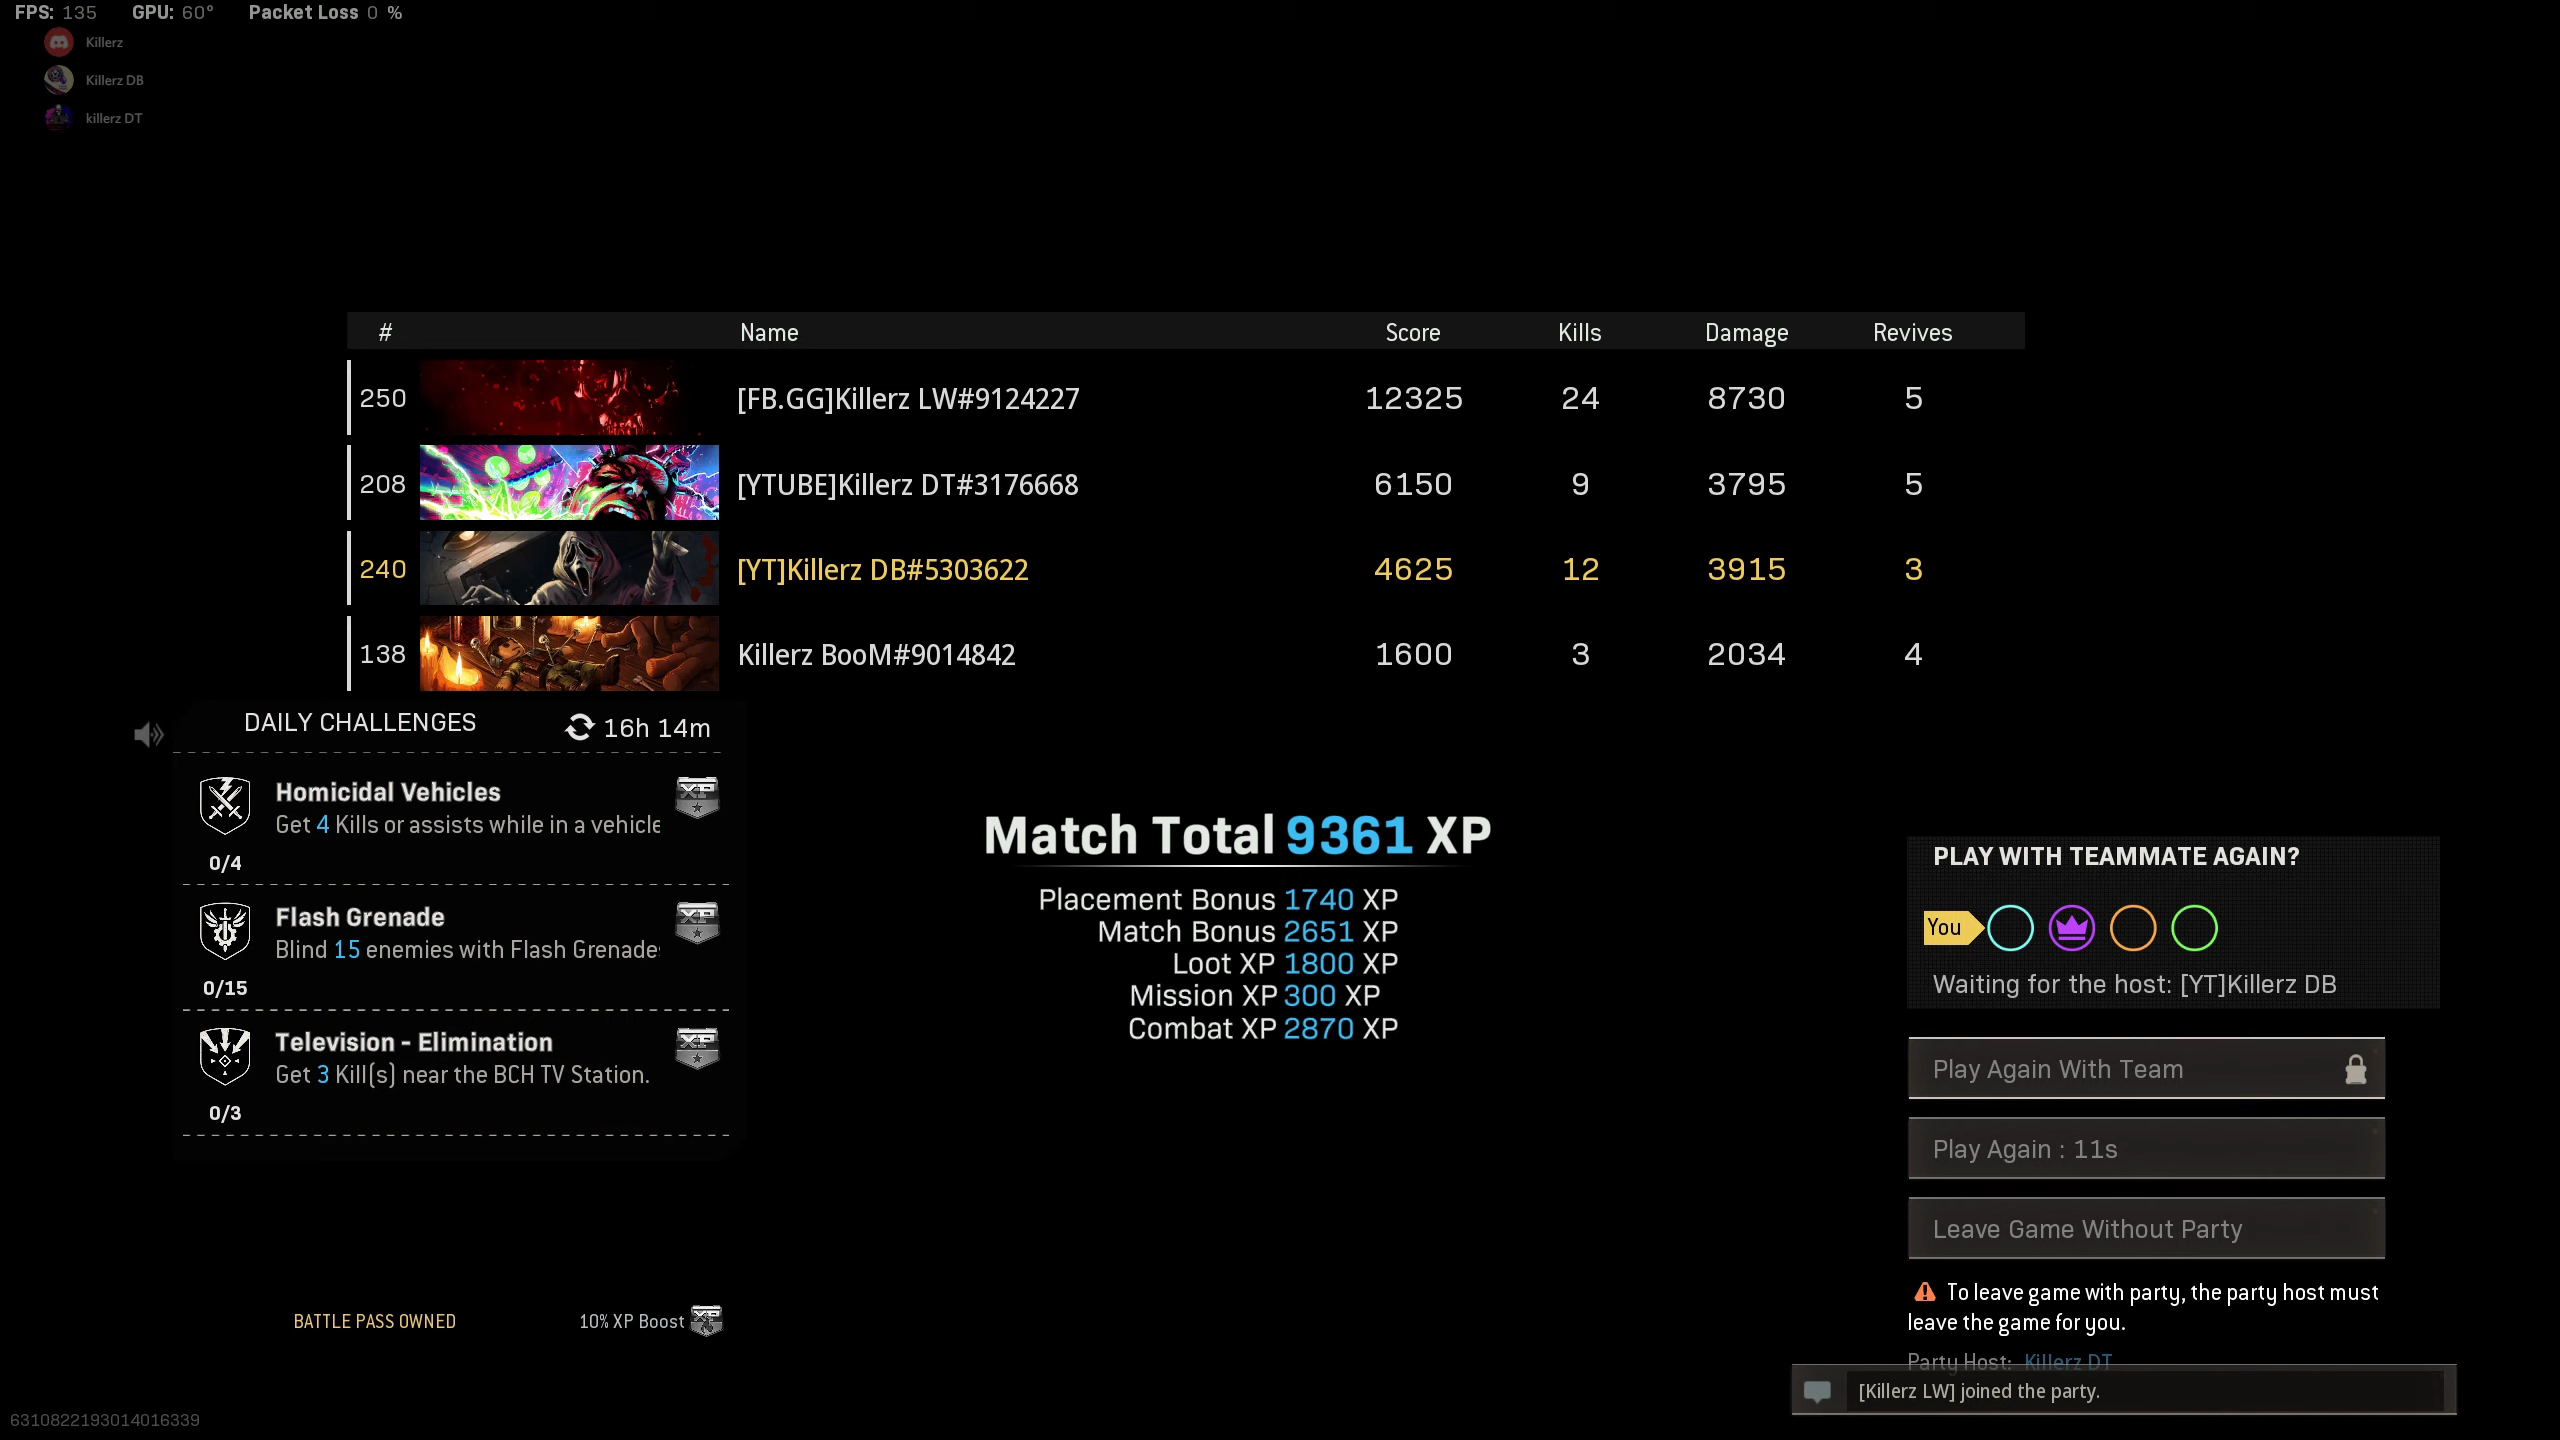 FPS: 135 GPU: 60° Packet Loss 0 %
Killerz
Killerz DB
killerz DT
# Name Score Kills Damage Revives
250 [FB.GG]Killerz LW#9124227 12325 24 8730 5
208 [YTUBE]Killerz DT#3176668 6150 9 3795 5
240 [YT]Killerz DB#5303622 4625 12 3915 3
138 Killerz BooM#9014842 1600 3 2034 4
DAILY CHALLENGES 16h 14m
Homicidal Vehicles XP
Get 4 Kills or assists while in a vehicle
0/4
Flash Grenade XP
Blind 15 enemies with Flash Grenades
0/15
Television - Elimination XP
Get 3 Kill(s) near the BCH TV Station.
0/3
Match Total 9361 XP
Placement Bonus 1740 XP
Match Bonus 2651 XP
Loot XP 1800 XP
Mission XP 300 XP
Combat XP 2870 XP
PLAY WITH TEAMMATE AGAIN?
You
Waiting for the host: [YT]Killerz DB
Play Again With Team
Play Again : 11s
Leave Game Without Party
To leave game with party, the party host must
leave the game for you.
Party Host: Killerz DT
[Killerz LW] joined the party.
BATTLE PASS OWNED 10% XP Boost XP
6310822193014016339